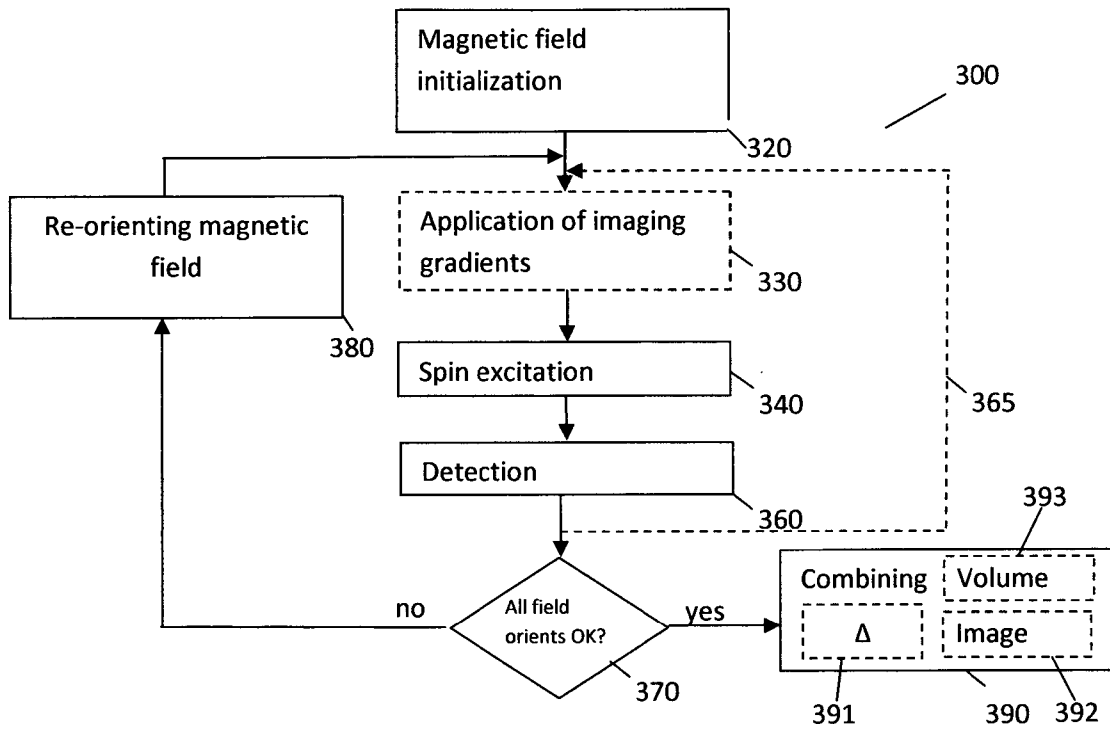 Magnetic field
initialization
300
320
Re-orienting magnetic
field
380
Application of imaging
gradients
330
Spin excitation
340
365
Detection
360
393
no
All field
orients OK?
yes
370
Combining
Volume
Δ
Image
391
390
392